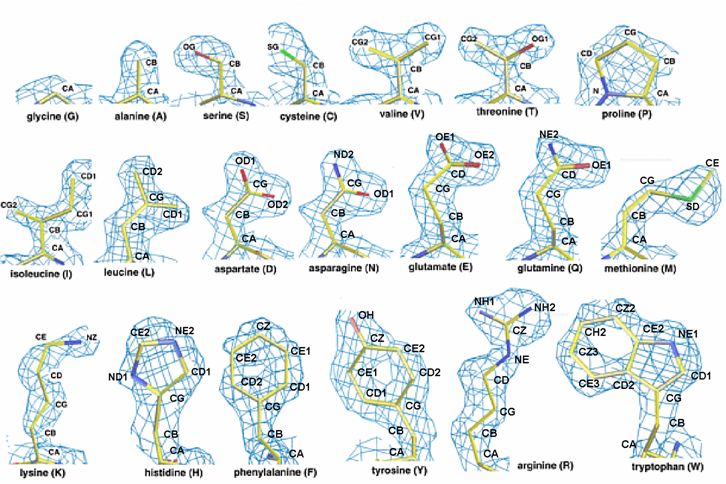 CA
glycine (G)
CB
CA
alanine (A)
OG
CB
CA
serine (S)
SG
CB
CA
cysteine (C)
CG2 CG1
CB
CA
valine (V)
CG2 OG1
CB
CA
threonine (T)
CG
CD CB
N CA
proline (P)
CD1
CG2 CG1
CB
CA
isoleucine (I)
CD2
CG
CD1
CB
CA
leucine (L)
OD1
CG
OD2
CB
CA
aspartate (D)
ND2
CG
OD1
CB
CA
asparagine (N)
OE1
OE2
CD
CG
CB
CA
glutamate (E)
NE2
OE1
CD
CG
CB
CA
glutamine (Q)
CE
CG
SD
CB
CA
methionine (M)
CE NZ
CD
CG
CB
CA
lysine (K)
CE2 NE2
ND1 CD1
CG
CB
CA
histidine (H)
CZ
CE2 CE1
CD2 CD1
CG
CB
CA
phenylalanine (F)
OH
CZ
CE2
CE1 CD2
CD1
CG
CB
CA
tyrosine (Y)
NH1 NH2
CZ
NE
CD
CG
CB
CA
arginine (R)
CZ2
CH2 CE2 NE1
CZ3
CE3 CD2 CD1
CG
CB
CA
tryptophan (W)